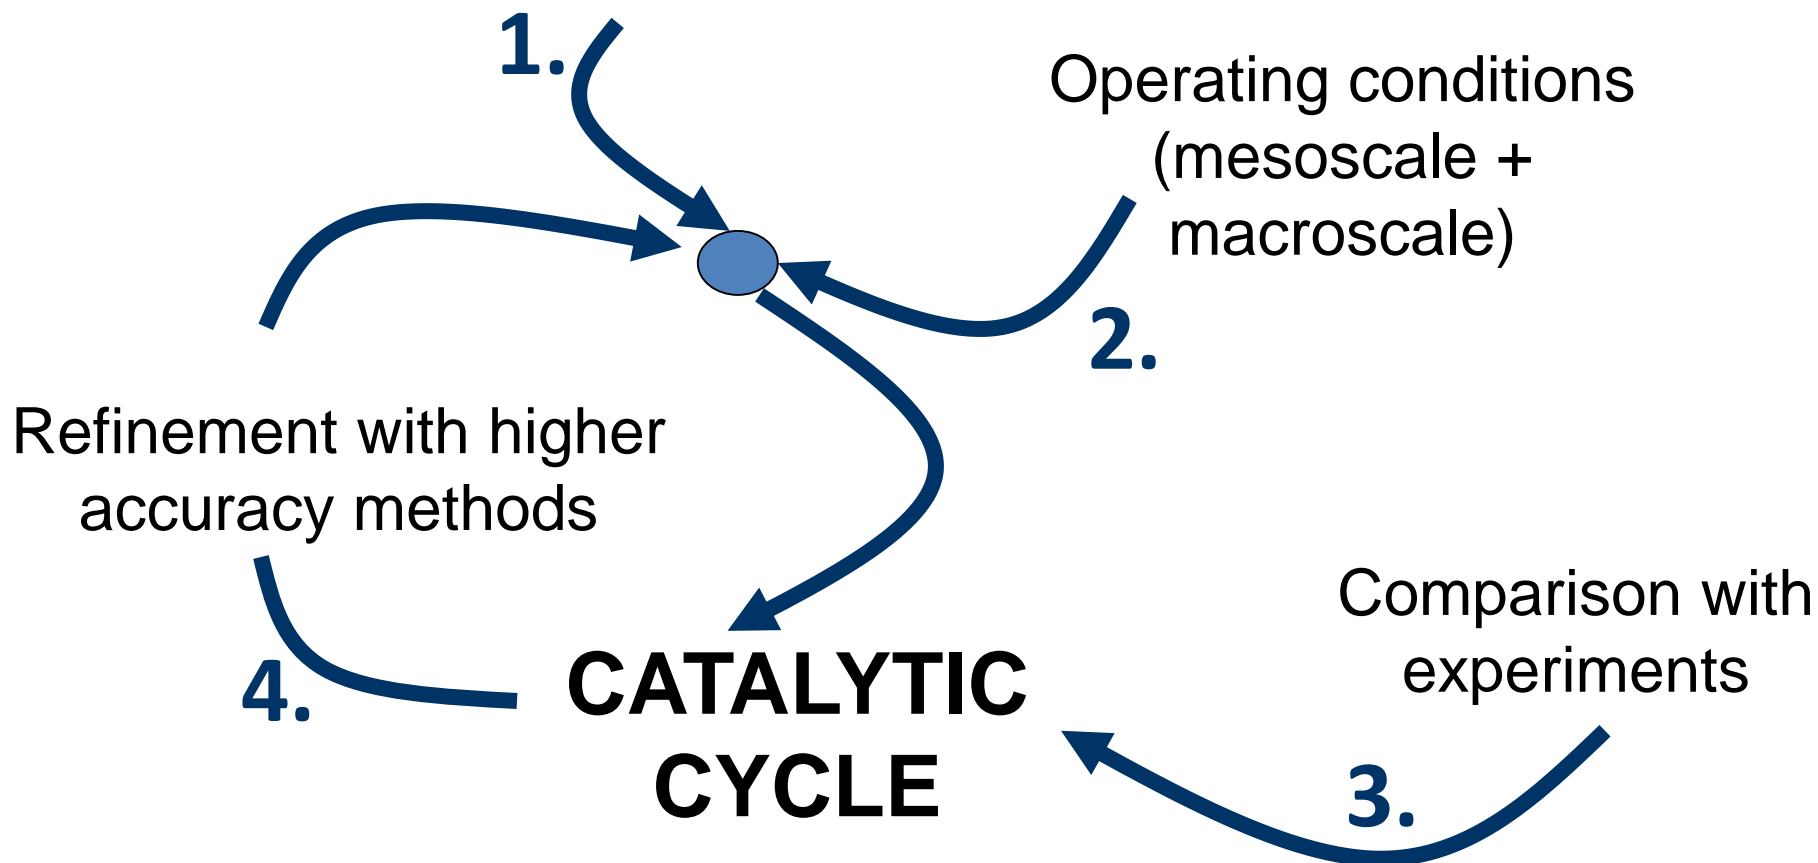 1.
Operating conditions
(mesoscale +
macroscale)
2.
Refinement with higher
accuracy methods
Comparison with
experiments
4.
CATALYTIC
CYCLE
3.